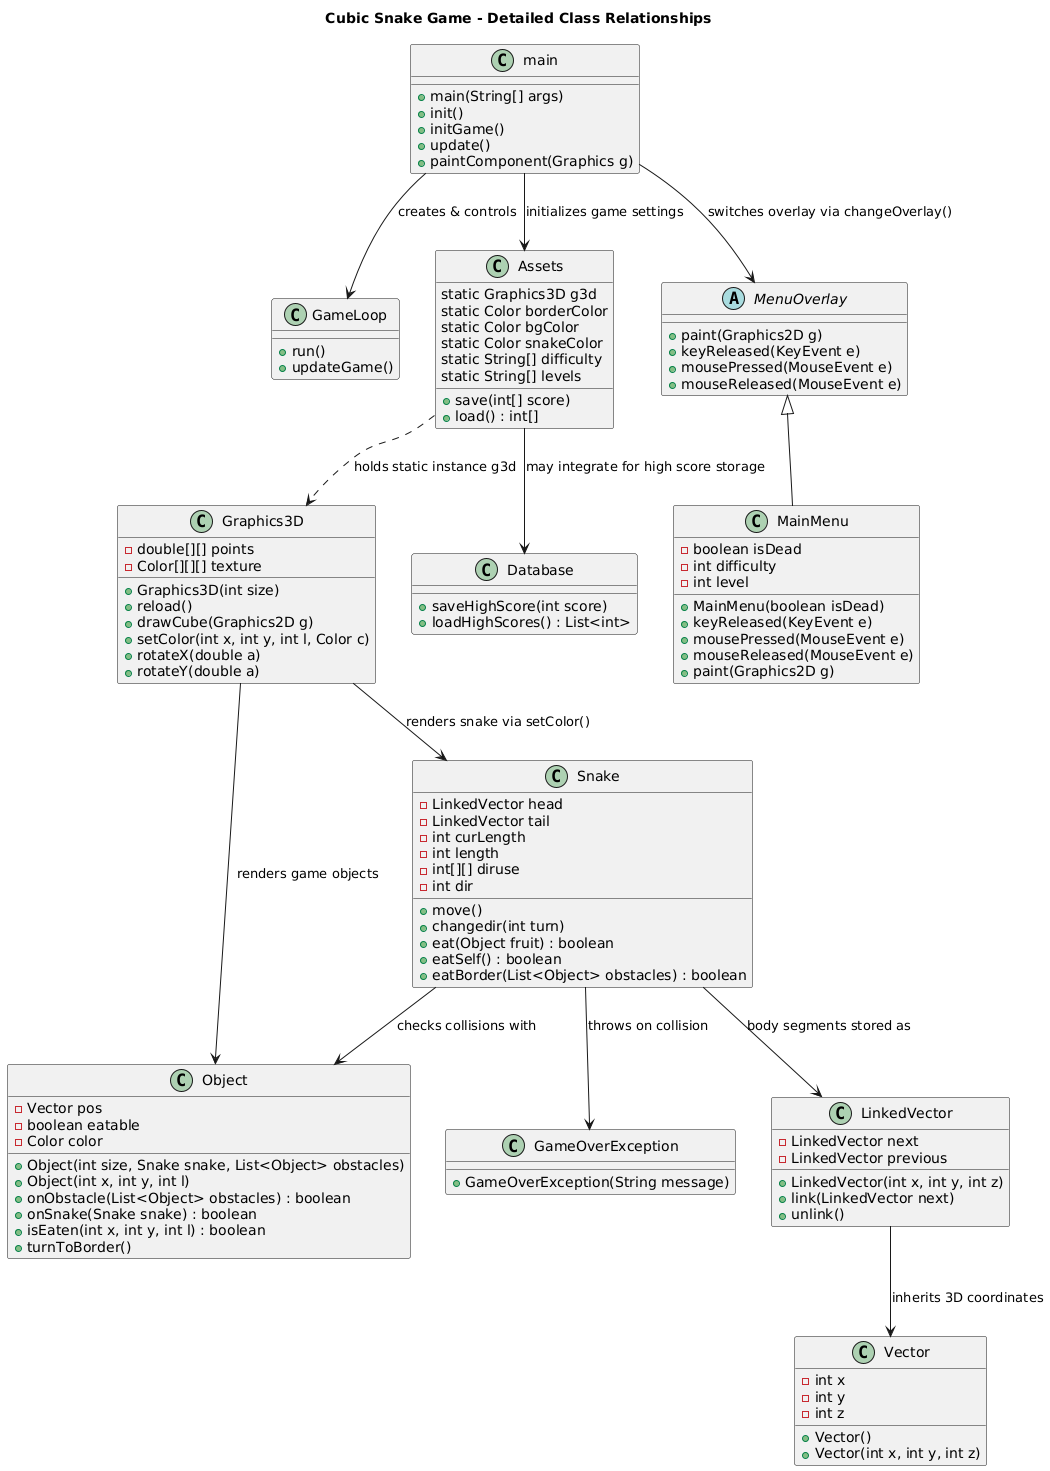 Cubic Snake Game - Detailed Class Relationships
C main
main(String[] args)
init()
initGame()
update()
paintComponent(Graphics g)
creates & controls
initializes game settings
switches overlay via changeOverlay()
C GameLoop
run()
updateGame()
C Assets
static Graphics3D g3d
static Color borderColor
static Color bgColor
static Color snakeColor
static String[] difficulty
static String[] levels
save(int[] score)
load() : int[]
A MenuOverlay
paint(Graphics2D g)
keyReleased(KeyEvent e)
mousePressed(MouseEvent e)
mouseReleased(MouseEvent e)
holds static instance g3d
may integrate for high score storage
C Graphics3D
double[][] points
Color[][][] texture
Graphics3D(int size)
reload()
drawCube(Graphics2D g)
setColor(int x, int y, int l, Color c)
rotateX(double a)
rotateY(double a)
C Database
saveHighScore(int score)
loadHighScores() : List<int>
C MainMenu
boolean isDead
int difficulty
int level
MainMenu(boolean isDead)
keyReleased(KeyEvent e)
mousePressed(MouseEvent e)
mouseReleased(MouseEvent e)
paint(Graphics2D g)
renders snake via setColor()
renders game objects
C Snake
LinkedVector head
LinkedVector tail
int curLength
int length
int[][] diruse
int dir
move()
changedir(int turn)
eat(Object fruit) : boolean
eatSelf() : boolean
eatBorder(List<Object> obstacles) : boolean
checks collisions with
throws on collision
body segments stored as
C Object
Vector pos
boolean eatable
Color color
Object(int size, Snake snake, List<Object> obstacles)
Object(int x, int y, int l)
onObstacle(List<Object> obstacles) : boolean
onSnake(Snake snake) : boolean
isEaten(int x, int y, int l) : boolean
turnToBorder()
C GameOverException
GameOverException(String message)
C LinkedVector
LinkedVector next
LinkedVector previous
LinkedVector(int x, int y, int z)
link(LinkedVector next)
unlink()
inherits 3D coordinates
C Vector
int x
int y
int z
Vector()
Vector(int x, int y, int z)